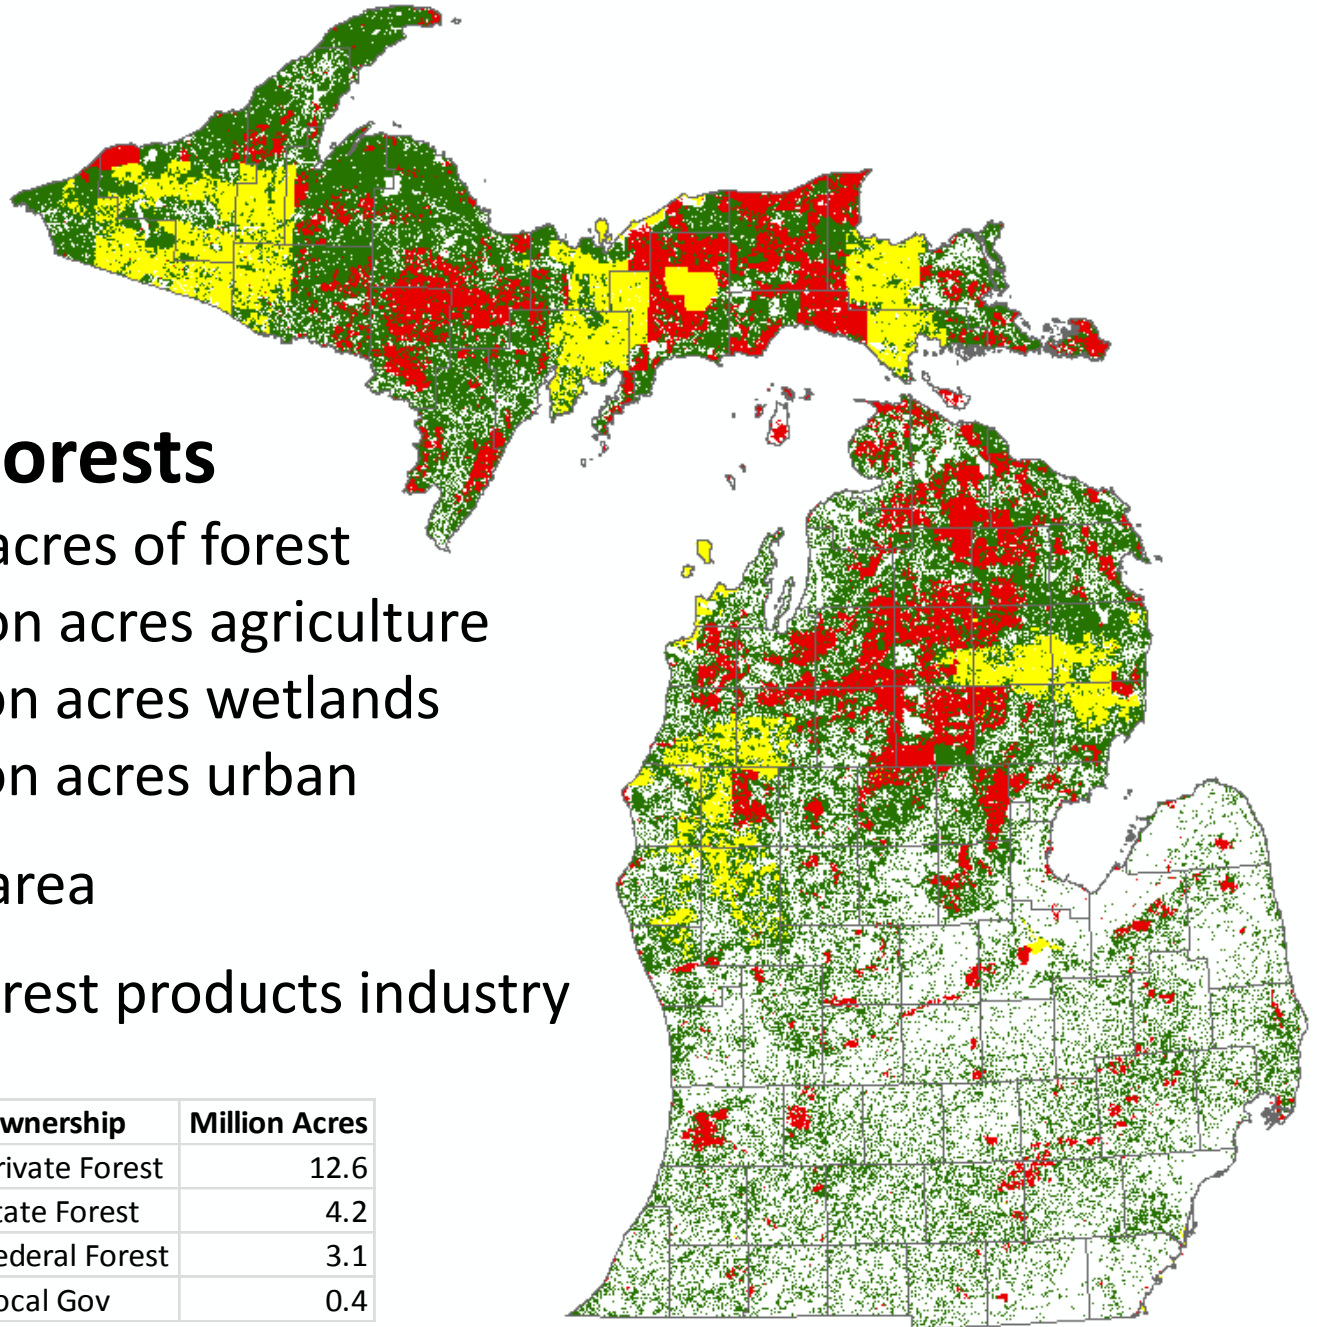 orests
acres of forest
on acres agriculture
on acres wetlands
on acres urban
area
rest products industry
wnership Million Acres
rivate Forest 12.6
tate Forest 4.2
ederal Forest 3.1
ocal Gov 0.4